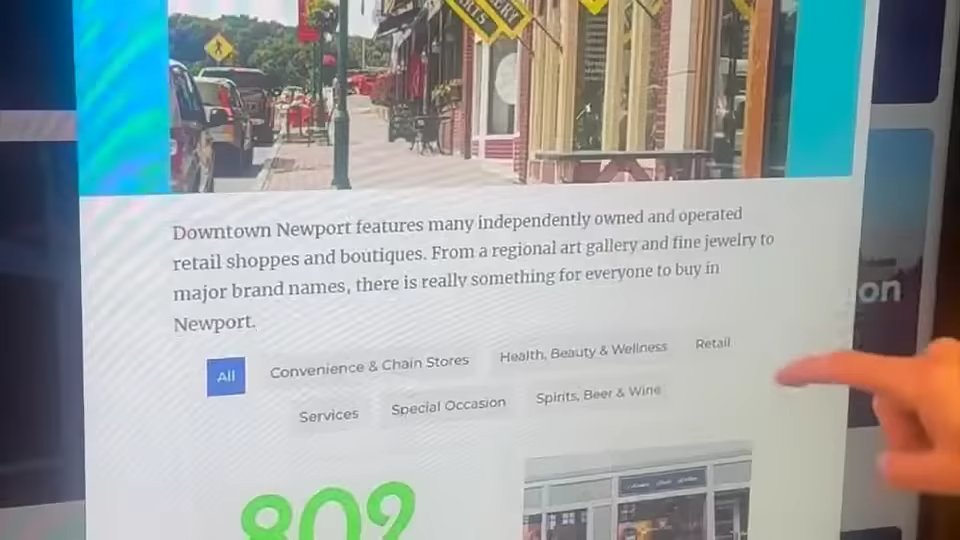 Downtown Newport features many independently owned and operated
retail shoppes and boutiques. From a regional art gallery and fine jewelry to
major brand names, there is really something for everyone to buy in
Newport.
on
All Convenience & Chain Stores Health, Beauty & Wellness Retail
Services Special Occasion Spirits, Beer & Wine
802